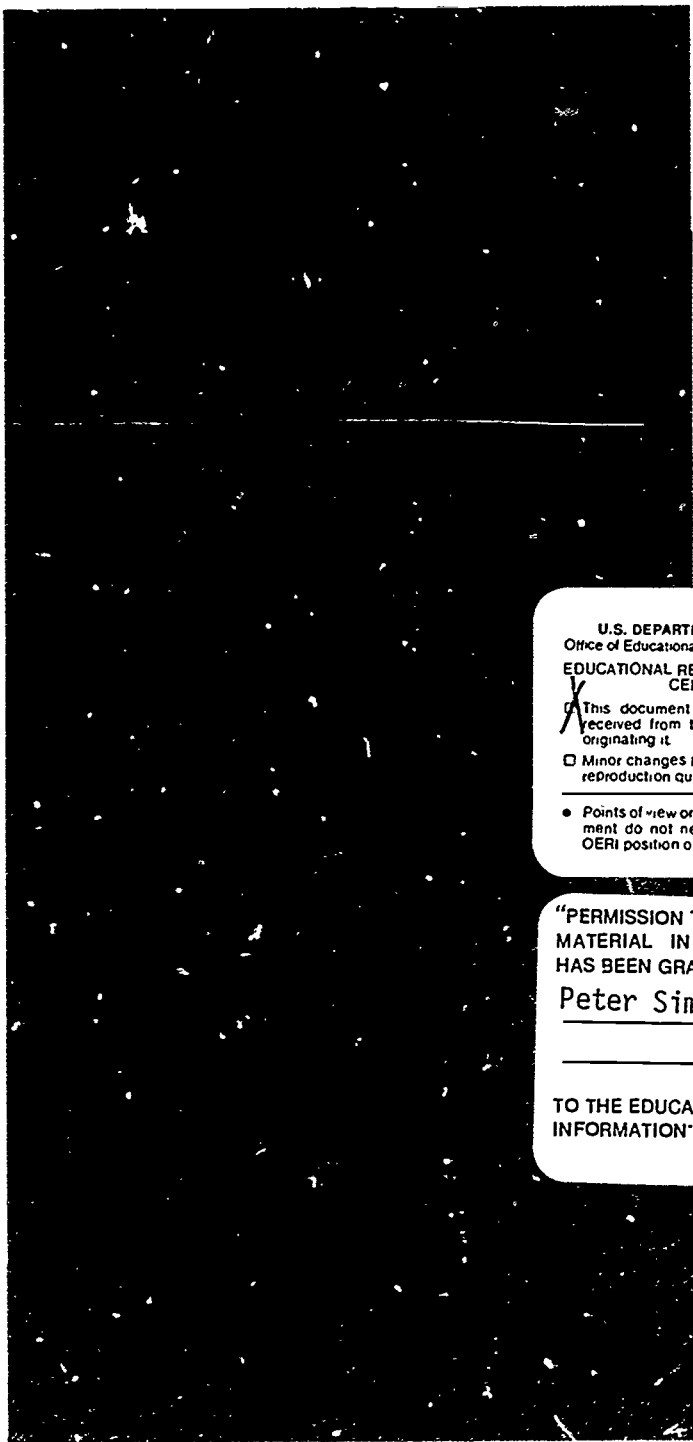 U.S. DEPARTM
Office of Educationa
EDUCATIONAL RE
CE
This document
received from t
originating it.
☐ Minor changes
reproduction qu
• Points of view or
ment do not ne
OERI position o
"PERMISSION T
MATERIAL IN
HAS BEEN GRA
Peter Sim
TO THE EDUCA
INFORMATION